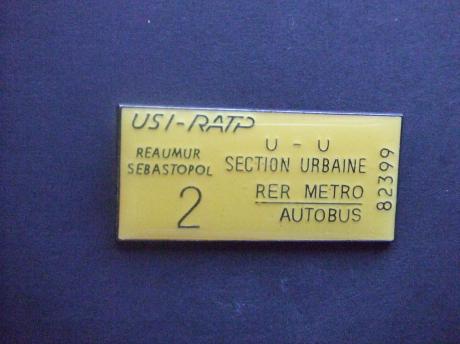 USI-RATP
REAUMUR
SEBASTOPOL
2
U - U
SECTION URBAINE
RER METRO
AUTOBUS
82399